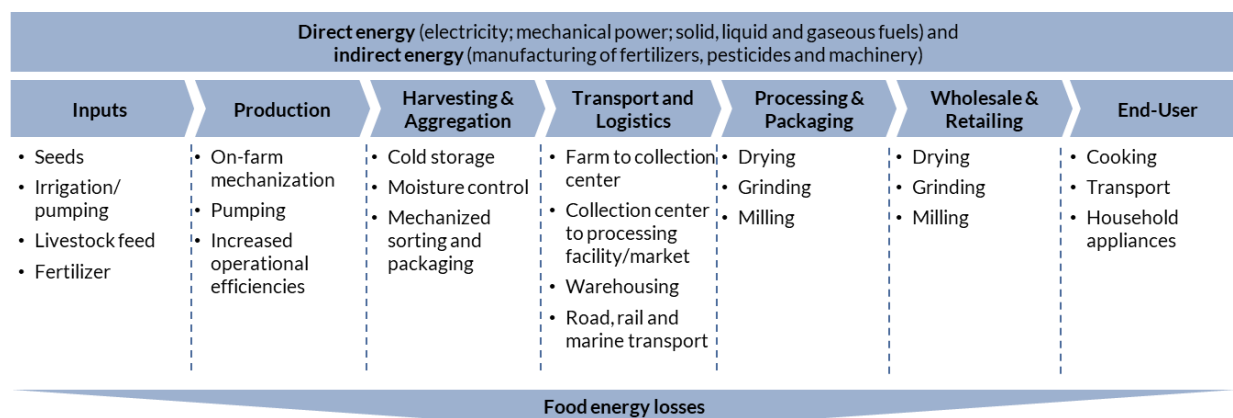 Direct energy (electricity; mechanical power; solid, liquid and gaseous fuels) and
indirect energy (manufacturing of fertilizers, pesticides and machinery)
Inputs
• Seeds
• Irrigation/
pumping
• Livestock feed
• Fertilizer
Production
• On-farm
mechanization
• Pumping
• Increased
operational
efficiencies
Harvesting &
Aggregation
• Cold storage
• Moisture control
• Mechanized
sorting and
packaging
Transport and
Logistics
• Farm to collection
center
• Collection center
to processing
facility/market
• Warehousing
• Road, rail and
marine transport
Processing &
Packaging
• Drying
• Grinding
• Milling
Wholesale &
Retailing
• Drying
• Grinding
• Milling
End-User
• Cooking
• Transport
• Household
appliances
Food energy losses